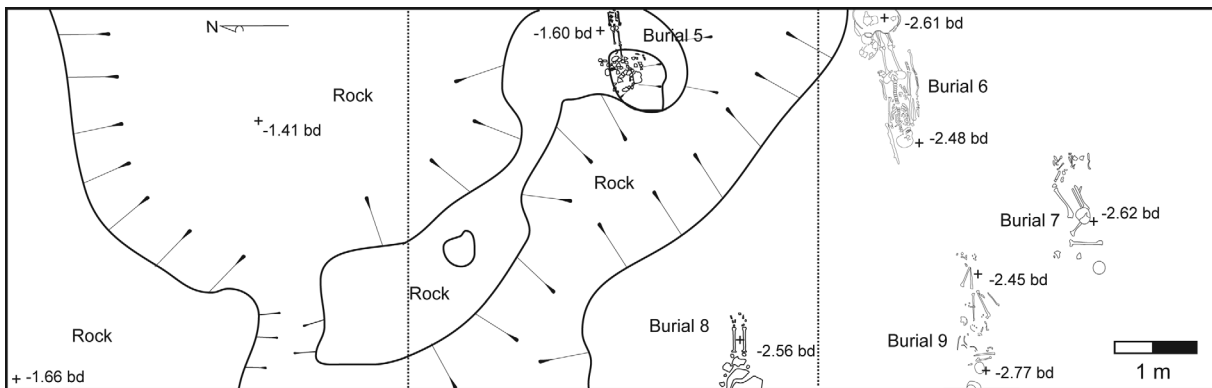 N
-1.60 bd
Burial 5
-2.61 bd
Rock
Burial 6
-1.41 bd
-2.48 bd
Rock
Burial 7
-2.62 bd
Rock
-2.45 bd
Rock
Burial 8
Burial 9
-2.56 bd
-2.77 bd
-1.66 bd
1 m